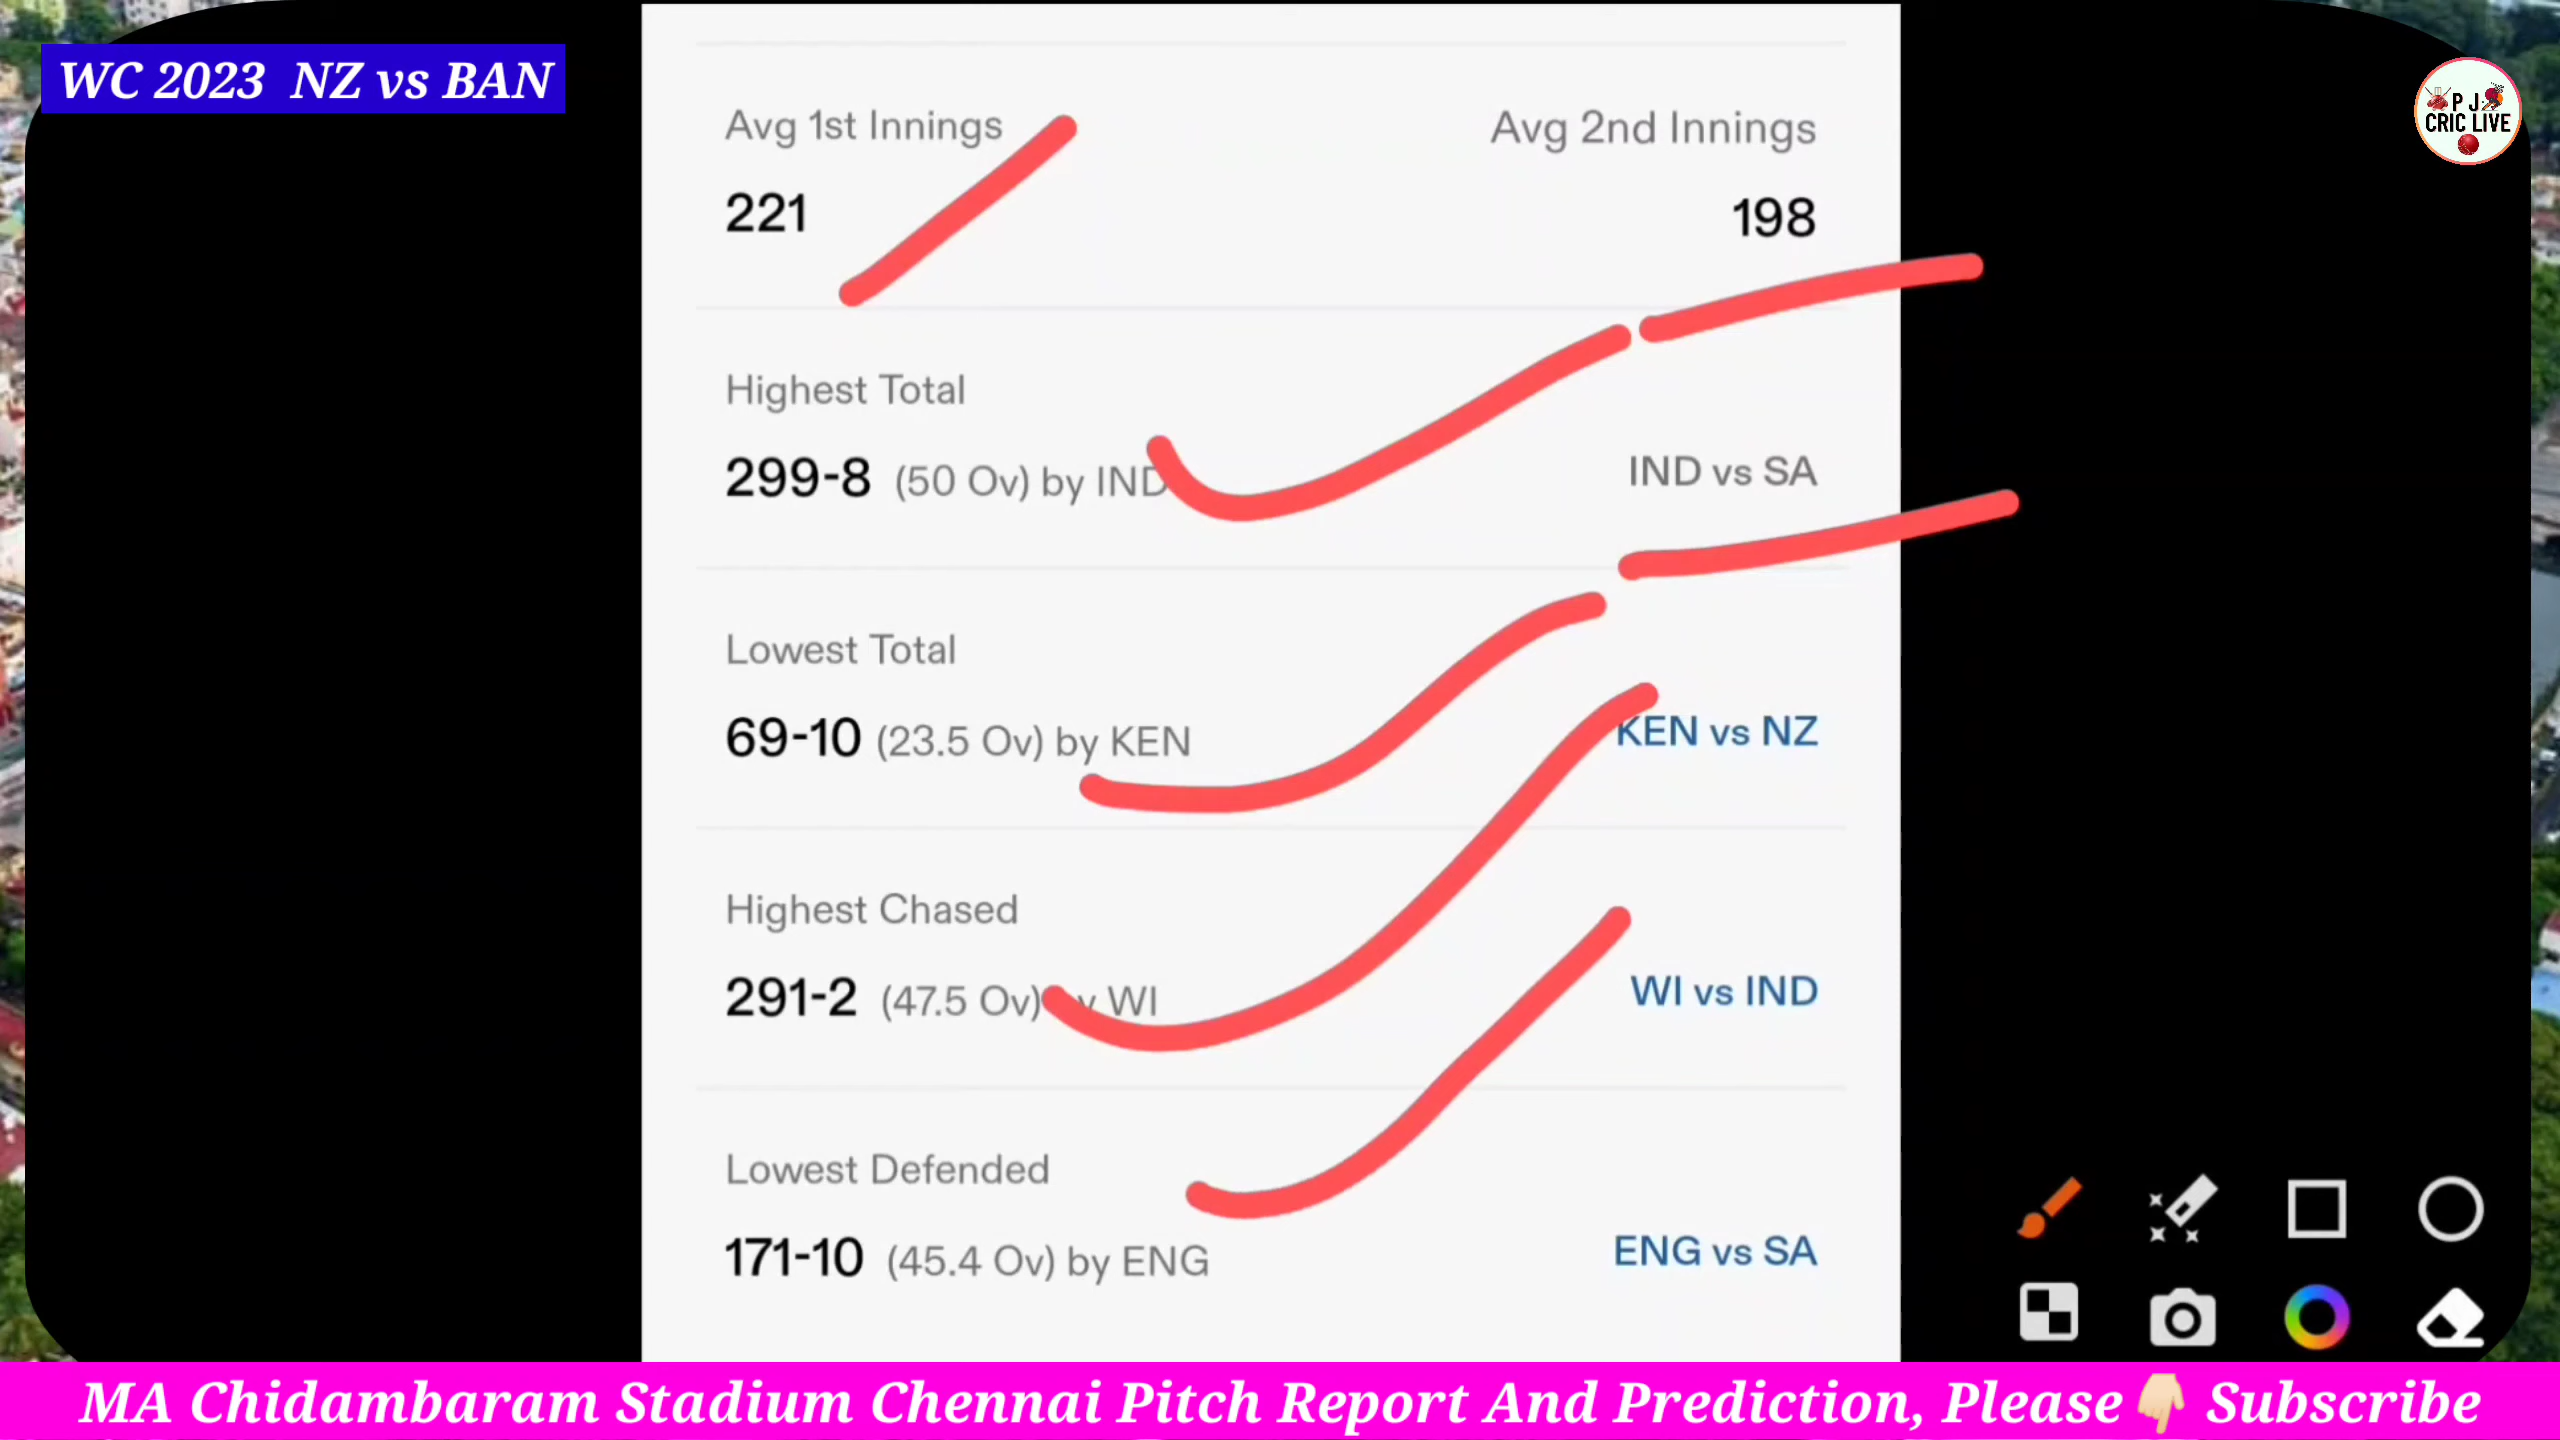 WC 2023 NZ vs BAN
P J
CRIC LIVE
Avg 1st Innings
Avg 2nd Innings
221
198
Highest Total
299-8 (50 Ov) by IND
IND vs SA
Lowest Total
69-10 (23.5 Ov) by KEN
KEN vs NZ
Highest Chased
291-2 (47.5 Ov) by WI
WI vs IND
Lowest Defended
171-10 (45.4 Ov) by ENG
ENG vs SA
MA Chidambaram Stadium Chennai Pitch Report And Prediction, Please👇🏻 Subscribe